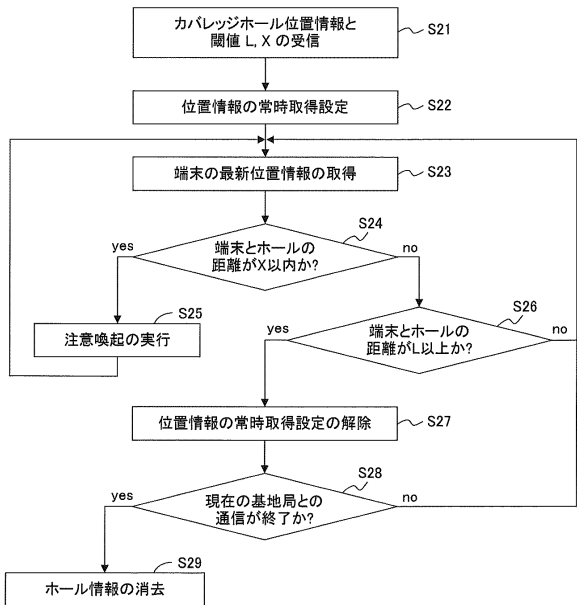 カバレッジホール位置情報と
閾値 L, X の受信
S21
位置情報の常時取得設定
S22
端末の最新位置情報の取得
S23
端末とホールの
距離がX以内か?
S24
yes
no
注意喚起の実行
S25
端末とホールの
距離がL以上か?
S26
yes
no
位置情報の常時取得設定の解除
S27
現在の基地局との
通信が終了か?
S28
yes
no
ホール情報の消去
S29